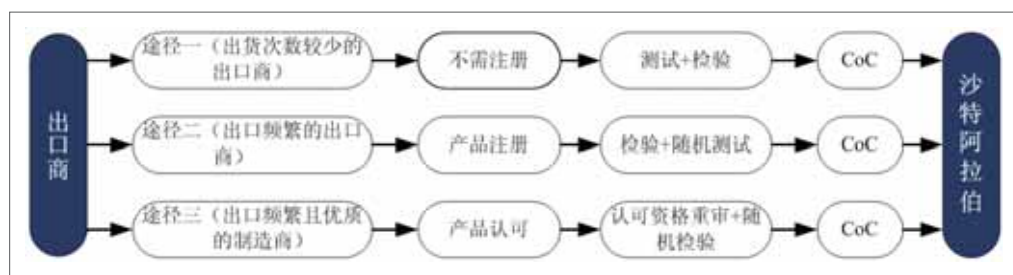 出口商
途径一（出货次数较少的
出口商）
不需注册
测试+检验
CoC
途径二（出口频繁的出口
商）
产品注册
检验+随机测试
CoC
途径三（出口频繁且优质
的制造商）
产品认可
认可资格重审+随
机检验
CoC
沙特阿拉伯